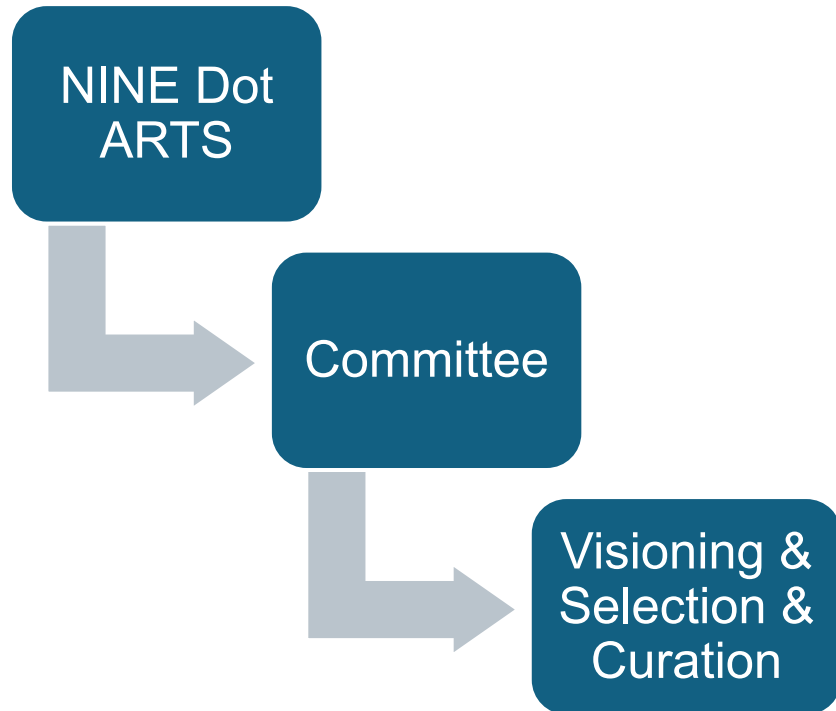 NINE Dot
ARTS
Committee
Visioning &
Selection &
Curation